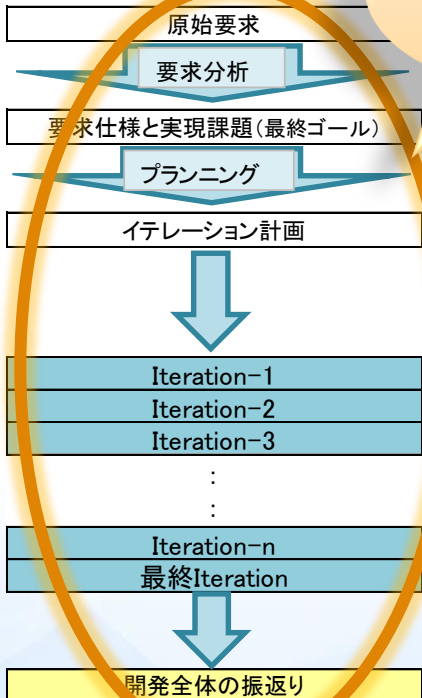 原始要求
要求分析
要求仕様と実現課題(最終ゴール)
プランニング
イテレーション計画
Iteration-1
Iteration-2
Iteration-3
:
:
Iteration-n
最終Iteration
開発全体の振返り